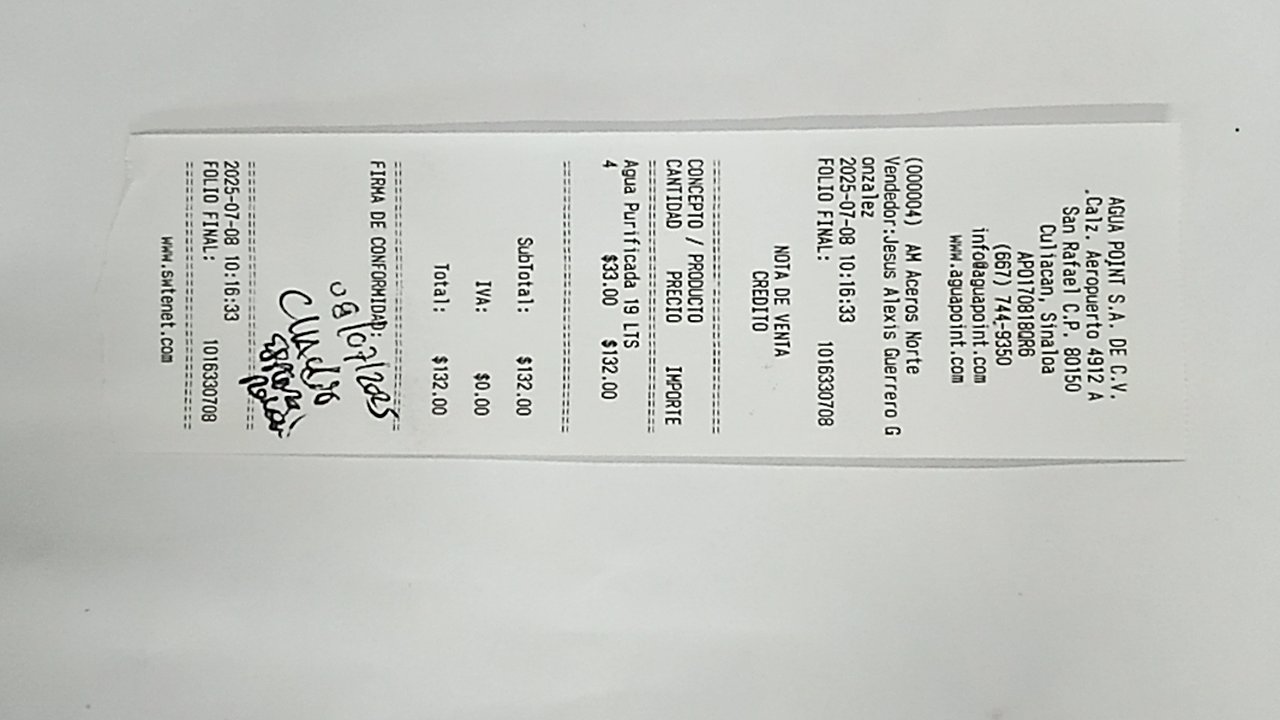 AGUA POINT S.A. DE C.V.
.Calz. Aeropuerto 4912 A
San Rafael C.P. 80150
Culiacan, Sinaloa
APO170818QR6
(667) 744-9350
info@aguapoint.com
www.aguapoint.com
(000004) AM Aceros Norte
Vendedor:Jesus Alexis Guerrero G
onzalez
2025-07-08 10:16:33
FOLIO FINAL: 1016330708
NOTA DE VENTA
CREDITO
================================
CONCEPTO / PRODUCTO
CANTIDAD PRECIO IMPORTE
================================
Agua Purificada 19 LTS
4 $33.00 $132.00
================================
SubTotal: $132.00
IVA: $0.00
Total: $132.00
================================
FIRMA DE CONFORMIDAD:
08/07/2025
================================
2025-07-08 10:16:33
FOLIO FINAL: 1016330708
================================
www.swtenet.com